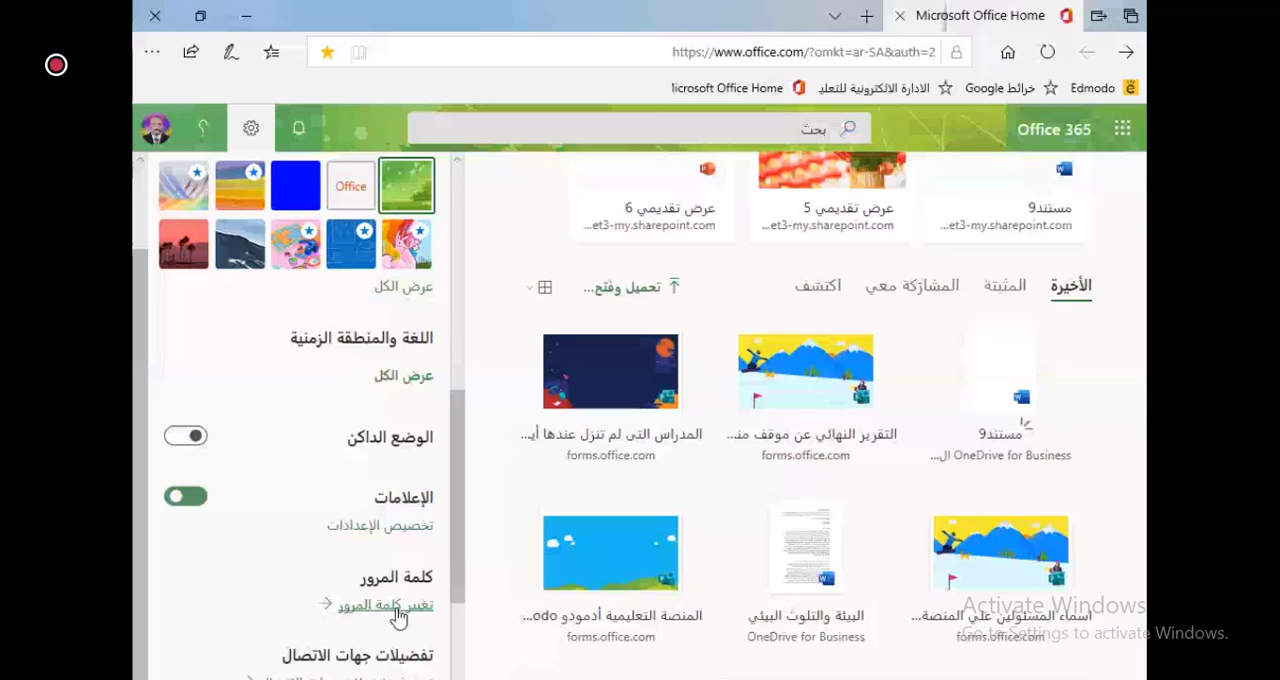 Microsoft Office Home
https://www.office.com/?omkt=ar-SA&auth=2
Edmodo
خرائط Google
الادارة الالكترونية للتعلي
Microsoft Office Home
Office 365
بحث
?
Office
عرض الكل
اللغة والمنطقة الزمنية
عرض الكل
الوضع الداكن
الإعلامات
تخصيص الإعدادات
كلمة المرور
تغيير كلمة المرور
تفضيلات جهات الاتصال
مستند9
...et3-my.sharepoint.com
عرض تقديمي 5
...et3-my.sharepoint.com
عرض تقديمي 6
...et3-my.sharepoint.com
الأخيرة
المثبتة
المشاركة معي
اكتشف
تحميل وفتح...
مستند9
OneDrive for Business ال...
التقرير النهائي عن موقف منـ...
forms.office.com
المدراس التى لم تنزل عندها أيـ...
forms.office.com
أسماء المسئولين علي المنصة...
forms.office.com
البيئة والتلوث البيئي
OneDrive for Business
المنصة التعليمية أدمودو odo...
forms.office.com
Activate Windows
Go to Settings to activate Windows.